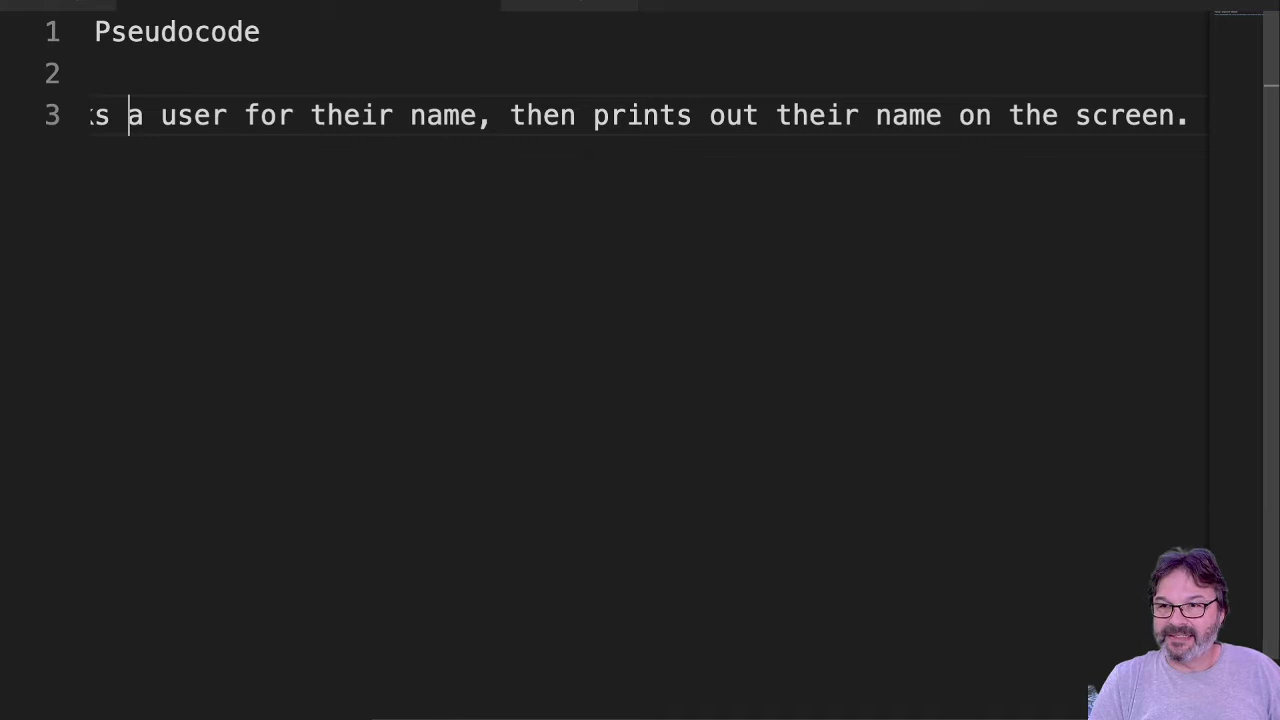 1 Pseudocode
2
3 a user for their name, then prints out their name on the screen.